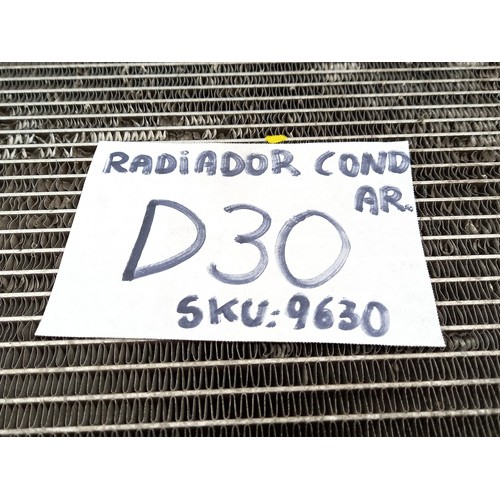 RADiADOR COND
AR.
D30
SKU:9630